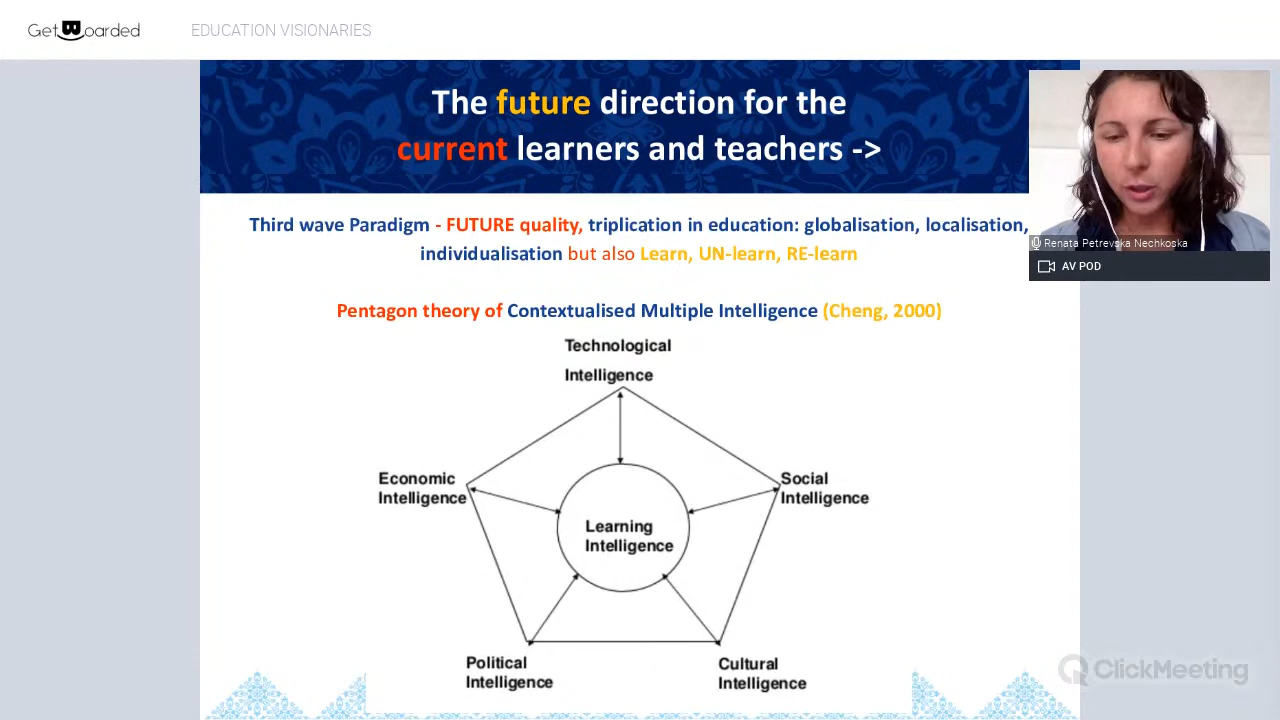 GetBoarded
EDUCATION VISIONARIES
The future direction for the
current learners and teachers ->
Third wave Paradigm - FUTURE quality, triplication in education: globalisation, localisation,
individualisation but also Learn, UN-learn, RE-learn
Renata Petrevska Nechkoska
AV POD
Pentagon theory of Contextualised Multiple Intelligence (Cheng, 2000)
Technological
Intelligence
Economic
Intelligence
Social
Intelligence
Learning
Intelligence
Political
Intelligence
Cultural
Intelligence
ClickMeeting